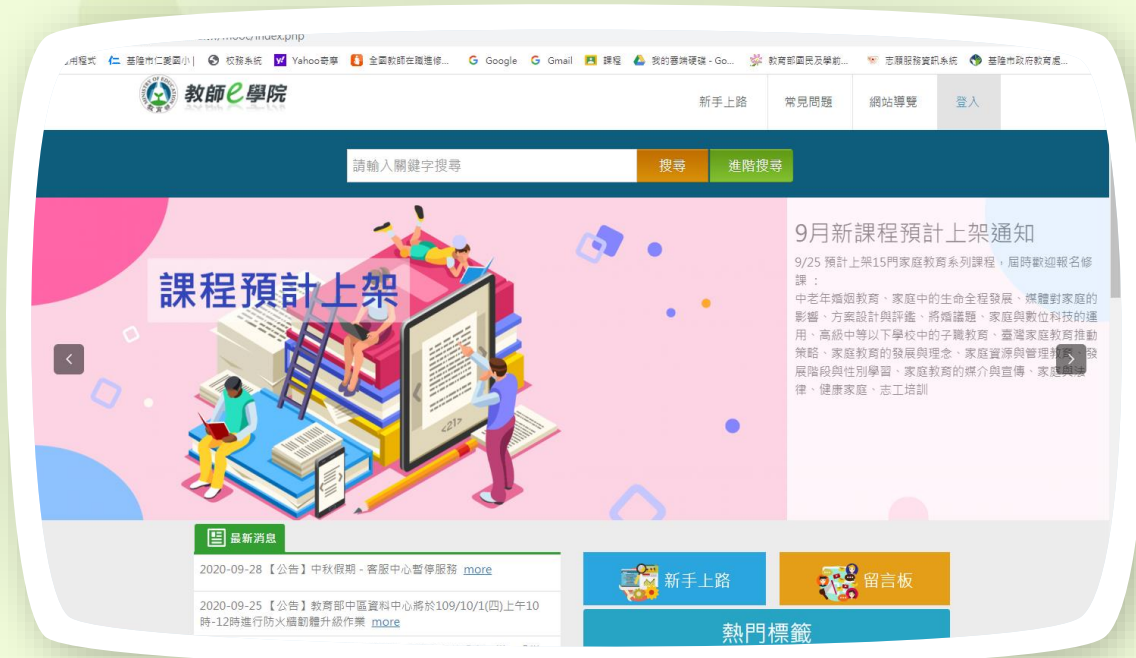 /mooc/index.php
用程式 基隆市仁愛國小| 校務系統 Yahoo奇摩 全國教師在職進修... Google Gmail 課程 我的雲端硬碟 - Go... 教育部國民及學前... 志願服務資訊系統 基隆市政府教育處...
教師e學院
新手上路 常見問題 網站導覽 登入
請輸入關鍵字搜尋 搜尋 進階搜尋
課程預計上架
<21>
9月新課程預計上架通知
9/25 預計上架15門家庭教育系列課程，屆時歡迎報名修
課：
中老年婚姻教育、家庭中的生命全程發展、媒體對家庭的
影響、方案設計與評鑑、將婚議題、家庭與數位科技的運
用、高級中等以下學校中的子職教育、臺灣家庭教育推動
策略、家庭教育的發展與理念、家庭資源與管理教育、發
展階段與性別學習、家庭教育的媒介與宣傳、家庭與法
律、健康家庭、志工培訓
最新消息
2020-09-28【公告】中秋假期 - 客服中心暫停服務 more
2020-09-25【公告】教育部中區資料中心將於109/10/1(四)上午10
時-12時進行防火牆韌體升級作業 more
新手上路 留言板
熱門標籤